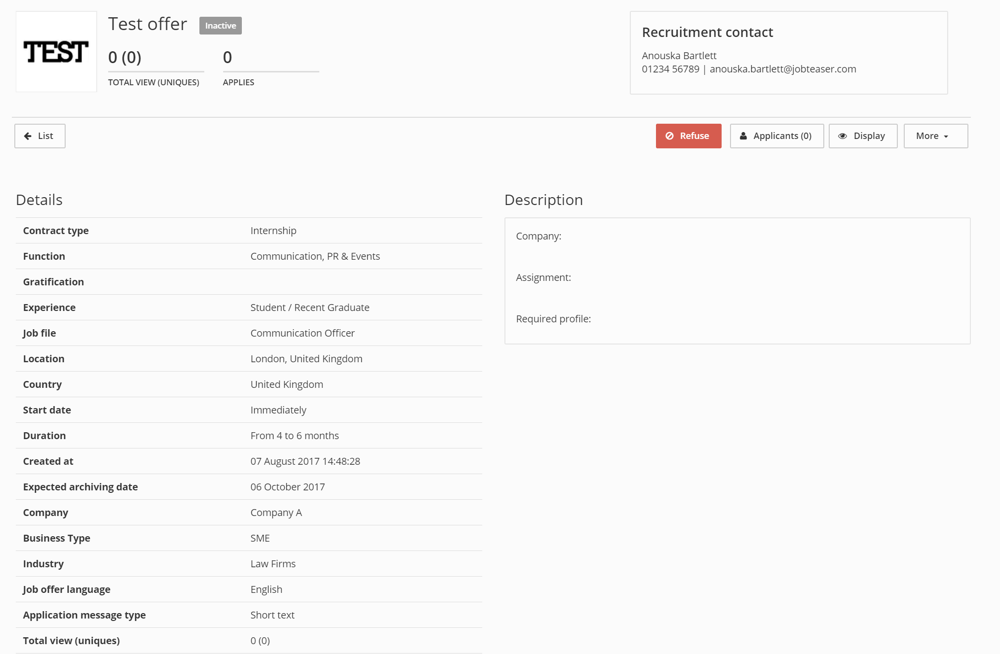 TEST
Test offer Inactive
0 (0) 0
TOTAL VIEW (UNIQUES) APPLIES
Recruitment contact
Anouska Bartlett
01234 56789 | anouska.bartlett@jobteaser.com
List Refuse Applicants (0) Display More
Details
Contract type Internship
Function Communication, PR & Events
Gratification
Experience Student / Recent Graduate
Job file Communication Officer
Location London, United Kingdom
Country United Kingdom
Start date Immediately
Duration From 4 to 6 months
Created at 07 August 2017 14:48:28
Expected archiving date 06 October 2017
Company Company A
Business Type SME
Industry Law Firms
Job offer language English
Application message type Short text
Total view (uniques) 0 (0)
Description
Company:
Assignment:
Required profile: